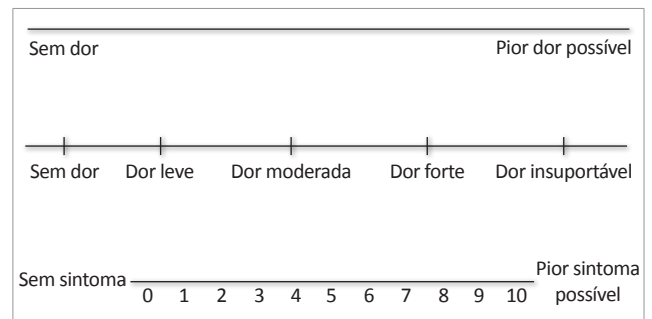 Sem dor Pior dor possível
Sem dor Dor leve Dor moderada Dor forte Dor insuportável
Sem sintoma 0 1 2 3 4 5 6 7 8 9 10 Pior sintoma
possível